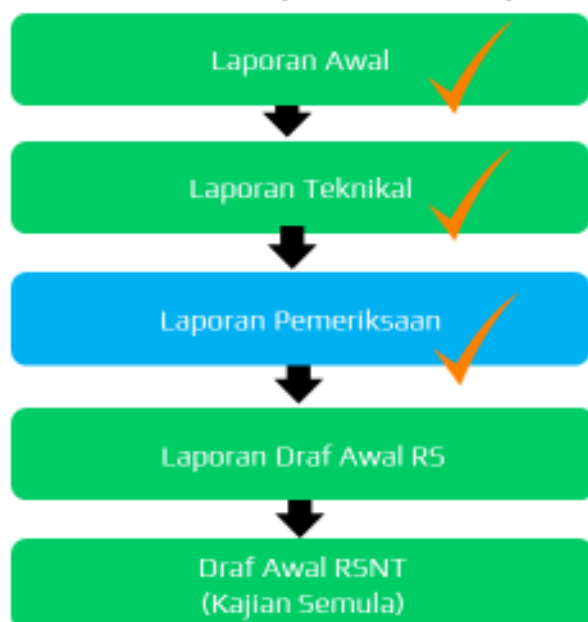 Laporan Awal
Laporan Teknikal
Laporan Pemeriksaan
Laporan Draf Awal RS
Draf Awal RSNT
(Kajian Semula)